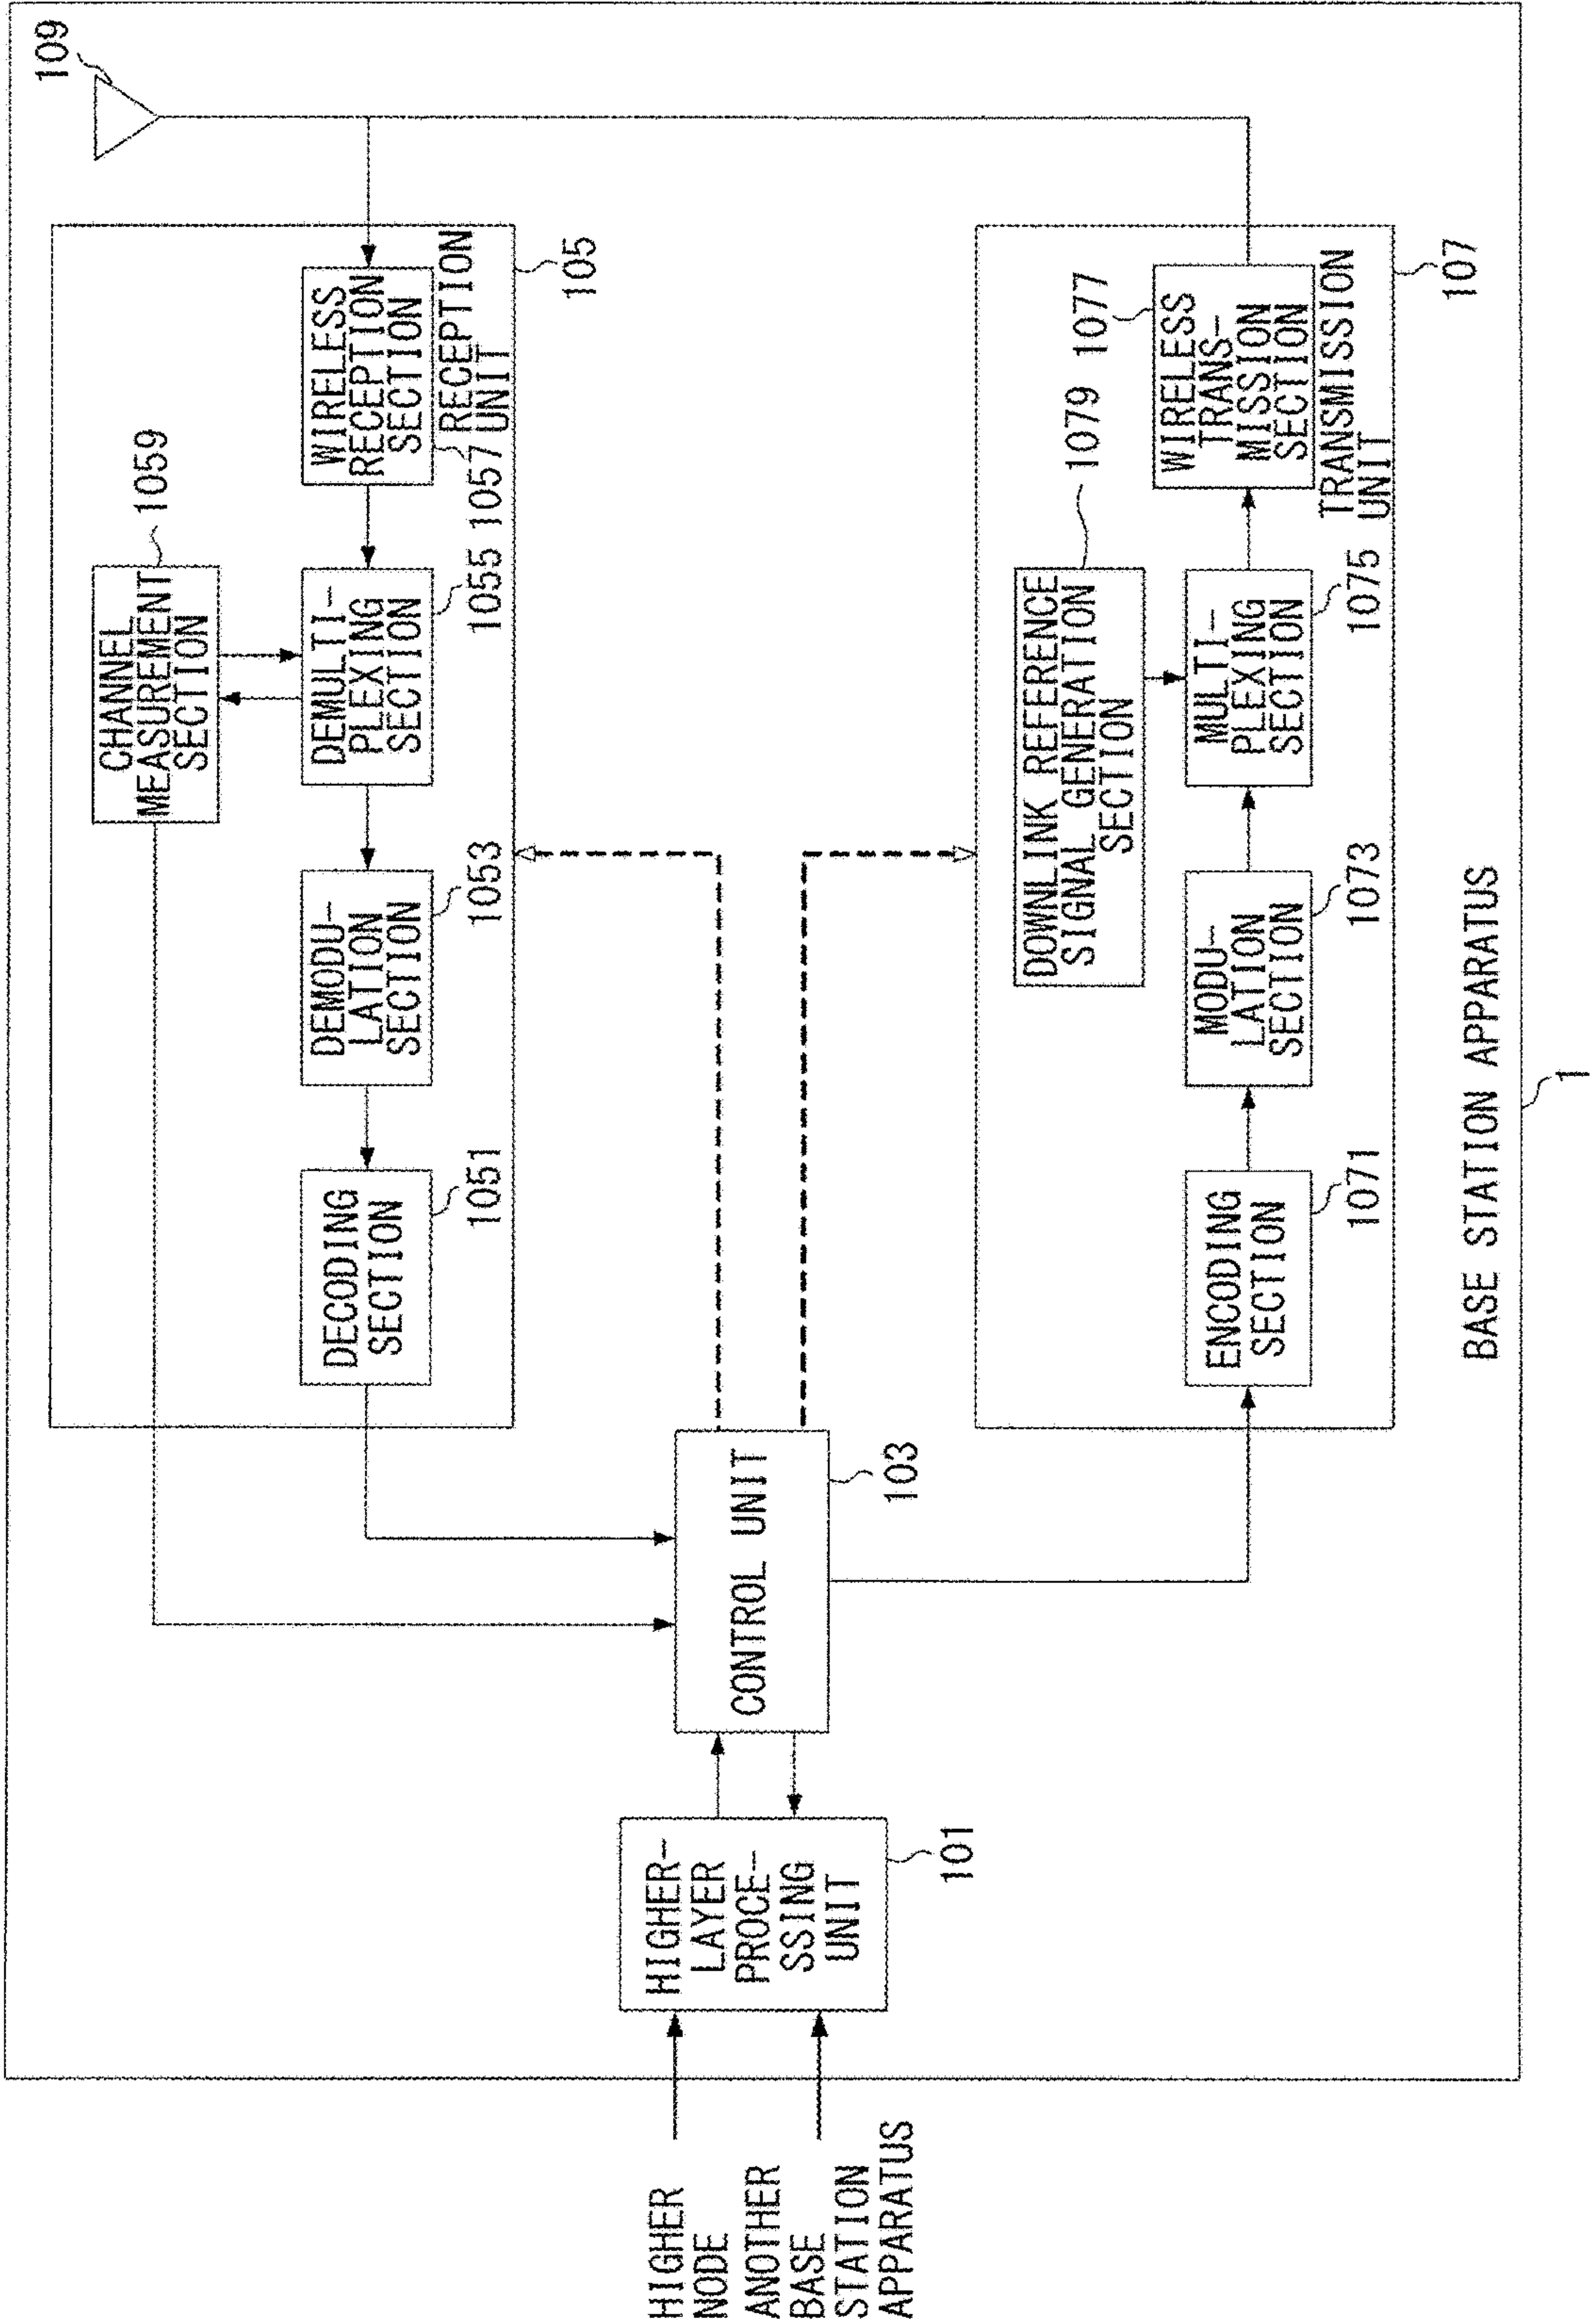 109
CHANNEL
MEASUREMENT
SECTION
1059
DECODING
SECTION
1051
DEMODU-
LATION
SECTION
1053
DEMULTI-
PLEXING
SECTION
1055
WIRELESS
RECEPTION
SECTION
1057
RECEPTION
UNIT
105
HIGHER
NODE
ANOTHER
BASE
STATION
APPARATUS
HIGHER-
LAYER
PROCE-
SSING
UNIT
101
CONTROL UNIT
103
DOWNLINK REFERENCE
SIGNAL GENERATION
SECTION
1079
1077
ENCODING
SECTION
1071
MODU-
LATION
SECTION
1073
MULTI-
PLEXING
SECTION
1075
WIRELESS
TRANS-
MISSION
SECTION
TRANSMISSION
UNIT
107
BASE STATION APPARATUS
1